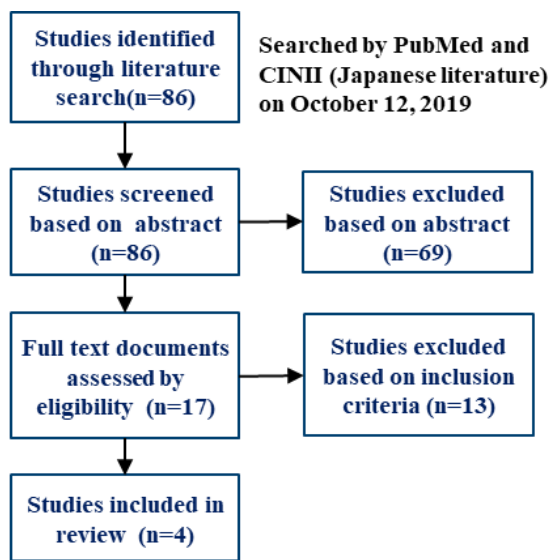 Studies identified
through literature
search(n=86)
Searched by PubMed and
CINII (Japanese literature)
on October 12, 2019
Studies screened
based on abstract
(n=86)
Studies excluded
based on abstract
(n=69)
Full text documents
assessed by
eligibility (n=17)
Studies excluded
based on inclusion
criteria (n=13)
Studies included in
review (n=4)